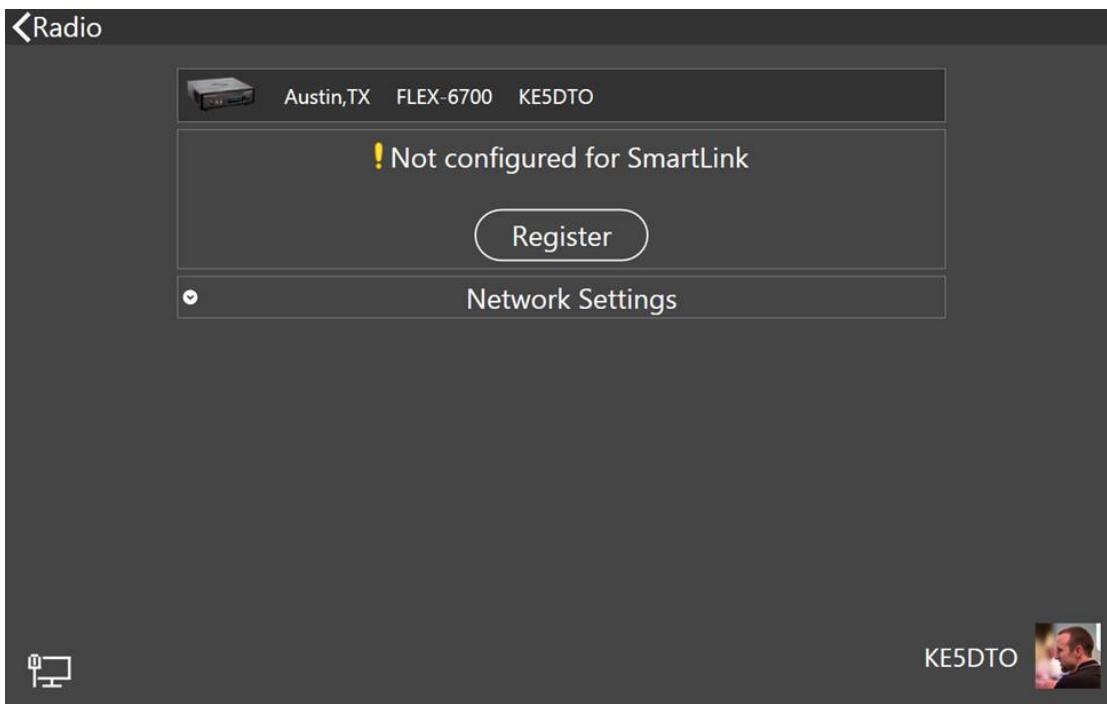 Radio
Austin,TX FLEX-6700 KE5DTO
Not configured for SmartLink
Register
Network Settings
KE5DTO